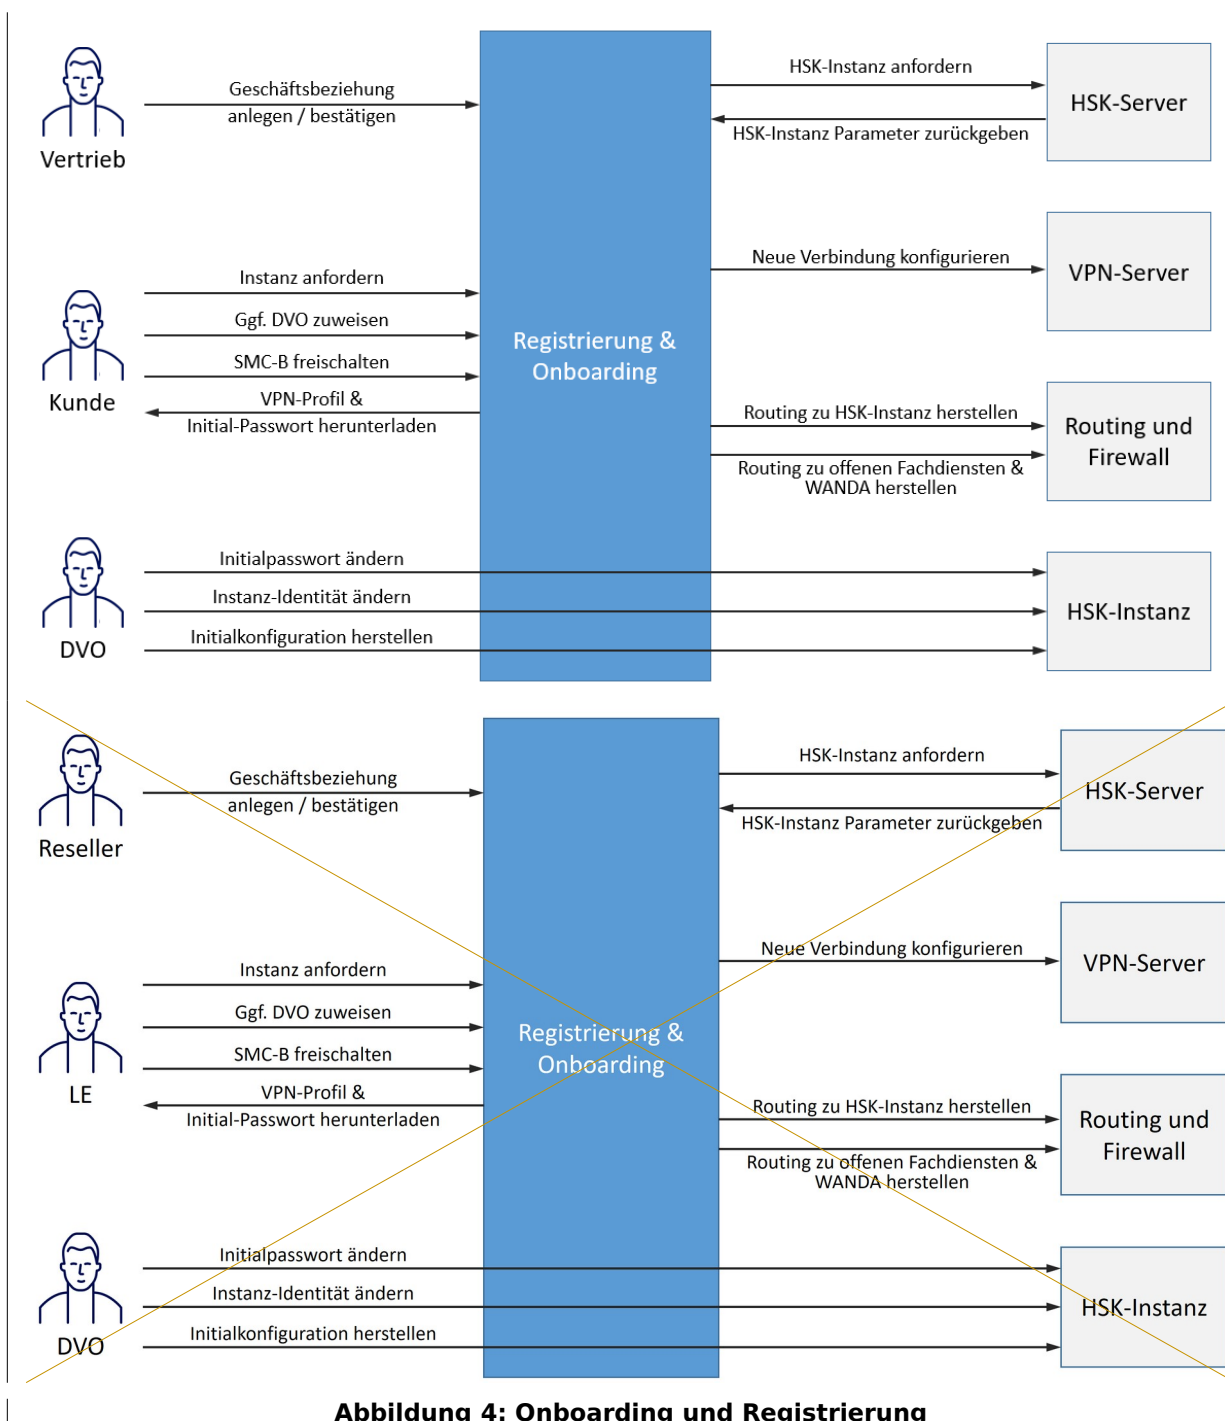 Geschäftsbeziehung
anlegen / bestätigen
Vertrieb
HSK-Instanz anfordern
HSK-Instanz Parameter zurückgeben
HSK-Server
Neue Verbindung konfigurieren
VPN-Server
Instanz anfordern
Ggf. DVO zuweisen
SMC-B freischalten
VPN-Profil &
Initial-Passwort herunterladen
Kunde
Registrierung &
Onboarding
Routing zu HSK-Instanz herstellen
Routing zu offenen Fachdiensten &
WANDA herstellen
Routing und
Firewall
Initialpasswort ändern
Instanz-Identität ändern
Initialkonfiguration herstellen
DVO
HSK-Instanz
Geschäftsbeziehung
anlegen / bestätigen
Reseller
HSK-Instanz anfordern
HSK-Instanz Parameter zurückgeben
HSK-Server
Neue Verbindung konfigurieren
VPN-Server
Instanz anfordern
Ggf. DVO zuweisen
SMC-B freischalten
VPN-Profil &
Initial-Passwort herunterladen
LE
Registrierung &
Onboarding
Routing zu HSK-Instanz herstellen
Routing zu offenen Fachdiensten &
WANDA herstellen
Routing und
Firewall
Initialpasswort ändern
Instanz-Identität ändern
Initialkonfiguration herstellen
DVO
HSK-Instanz
Abbildung 4: Onboarding und Registrierung